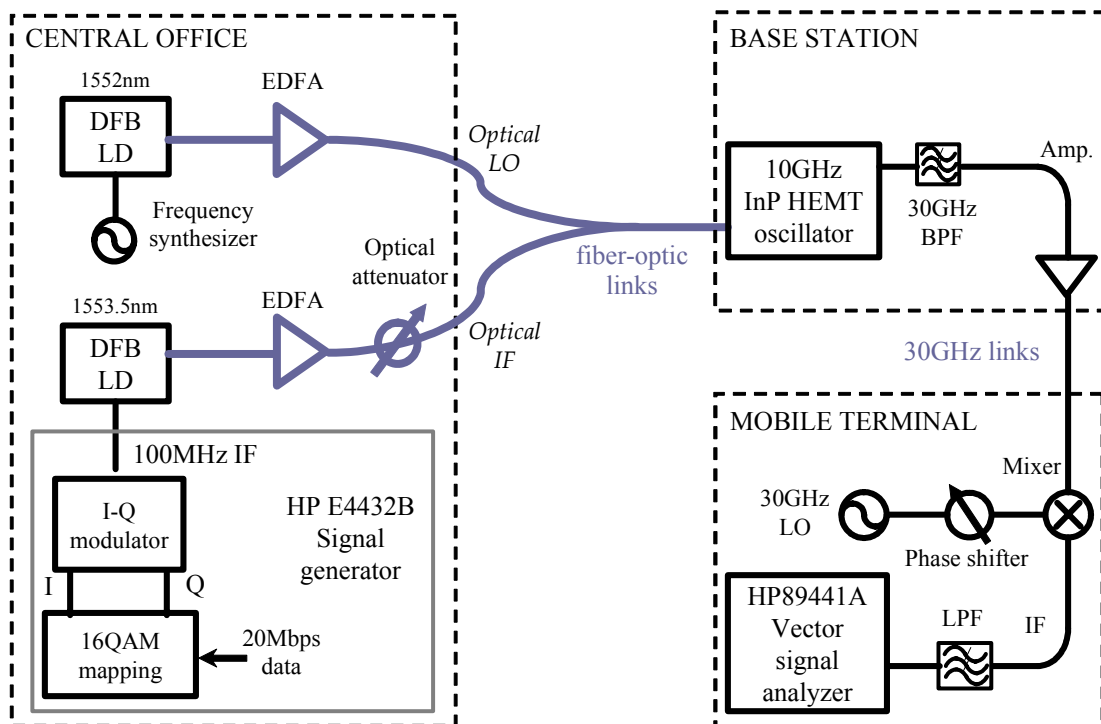 CENTRAL OFFICE
1552nm
DFB
LD
EDFA
Optical
LO
Frequency
synthesizer
Optical
attenuator
1553.5nm
DFB
LD
EDFA
Optical
IF
fiber-optic
links
100MHz IF
I-Q
modulator
HP E4432B
Signal
generator
I
Q
16QAM
mapping
20Mbps
data
BASE STATION
10GHz
InP HEMT
oscillator
30GHz
BPF
Amp.
30GHz links
MOBILE TERMINAL
Mixer
30GHz
LO
Phase shifter
HP89441A
Vector
signal
analyzer
LPF
IF